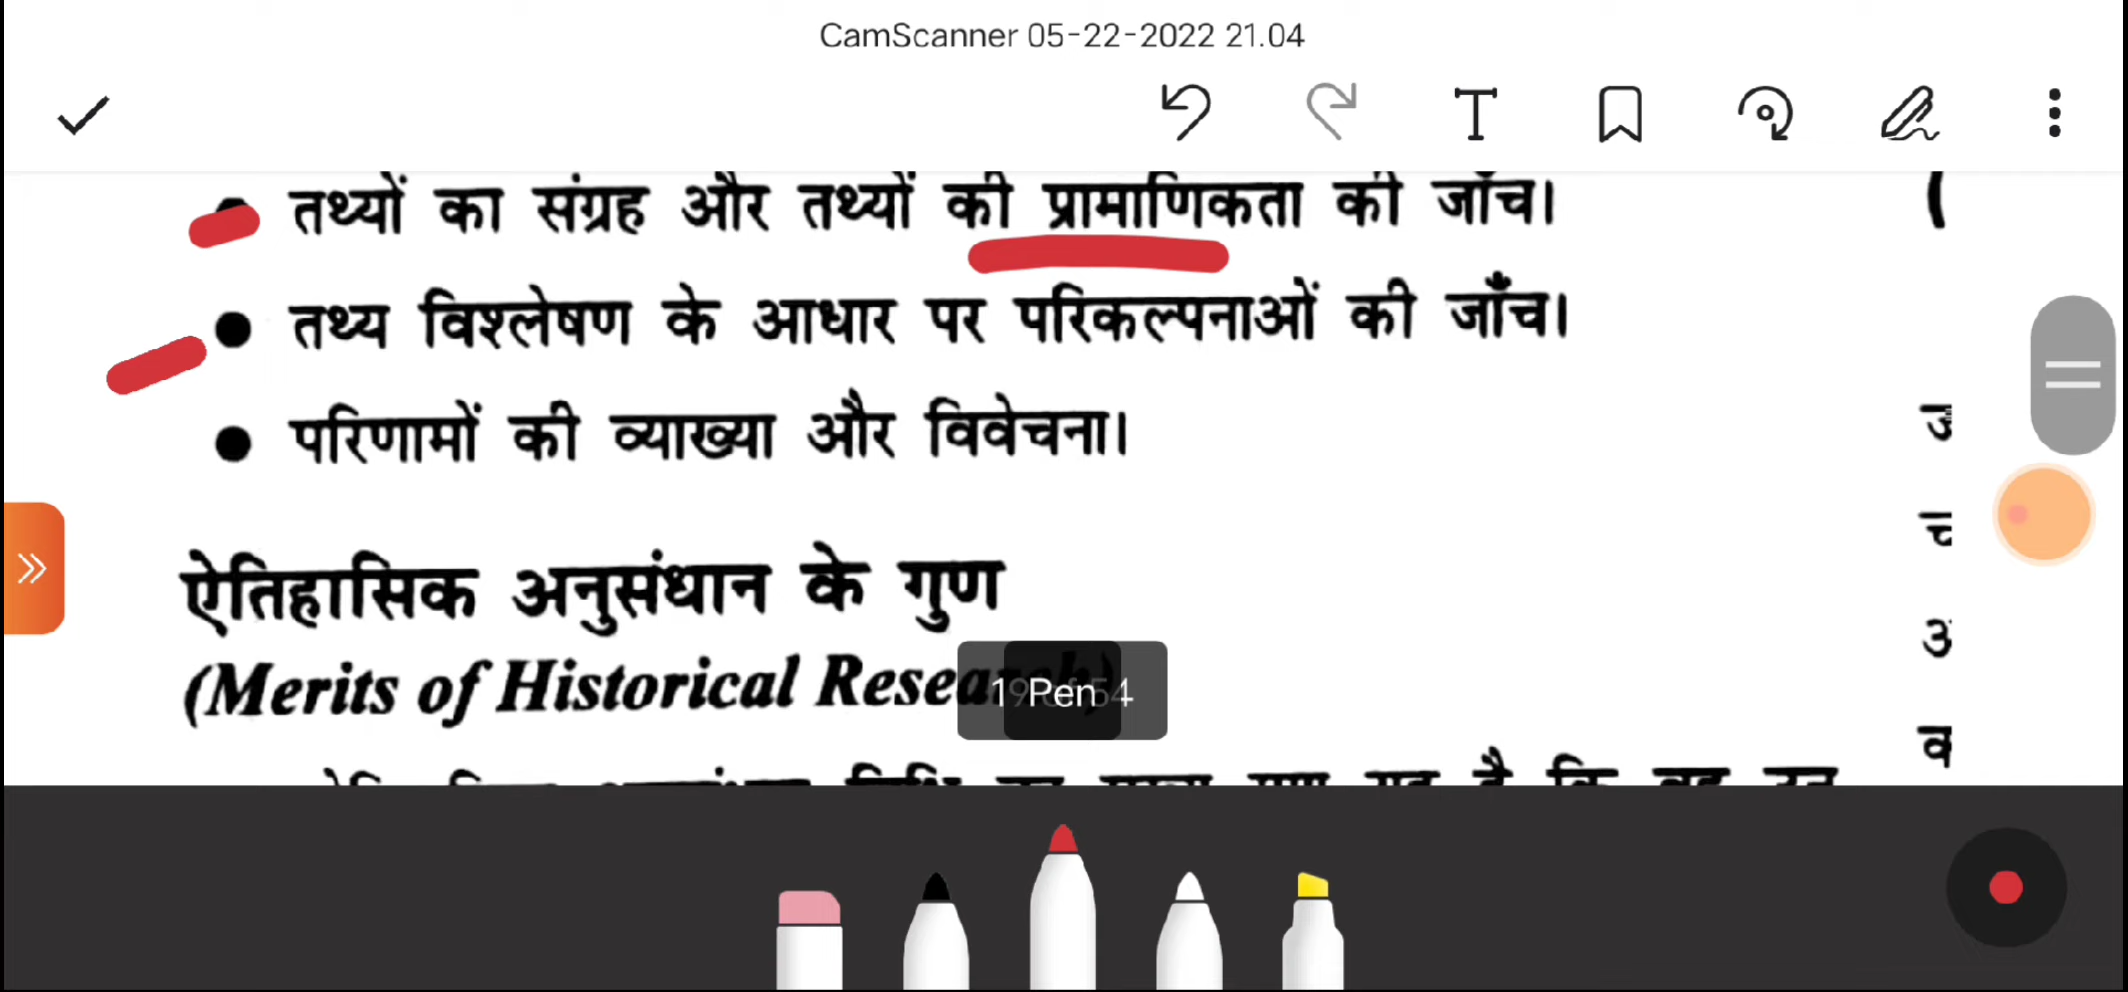 CamScanner 05-22-2022 21.04
तथ्यों का संग्रह और तथ्यों की प्रामाणिकता की जाँच।
तथ्य विश्लेषण के आधार पर परिकल्पनाओं की जाँच।
परिणामों की व्याख्या और विवेचना।
ऐतिहासिक अनुसंधान के गुण
(Merits of Historical Research)
Pen